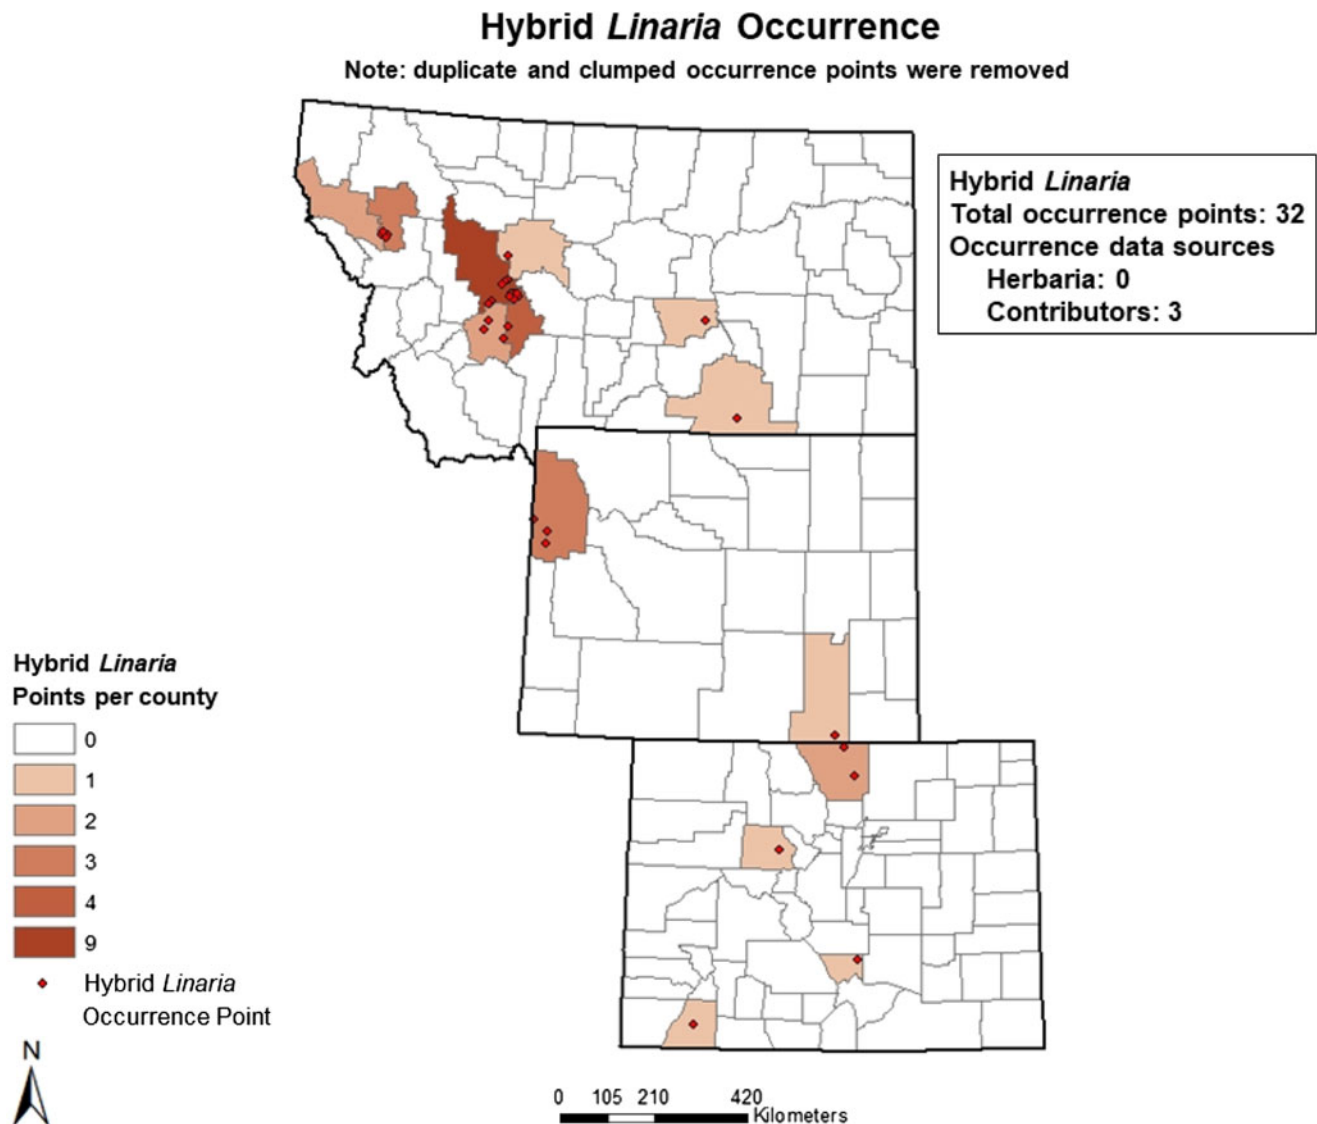 Hybrid Linaria Occurrence
Note: duplicate and clumped occurrence points were removed
Hybrid Linaria
Total occurrence points: 32
Occurrence data sources
Herbaria: 0
Contributors: 3
Hybrid Linaria
Points per county
0
1
2
3
4
9
Hybrid Linaria
Occurrence Point
N
0 105 210 420
Kilometers